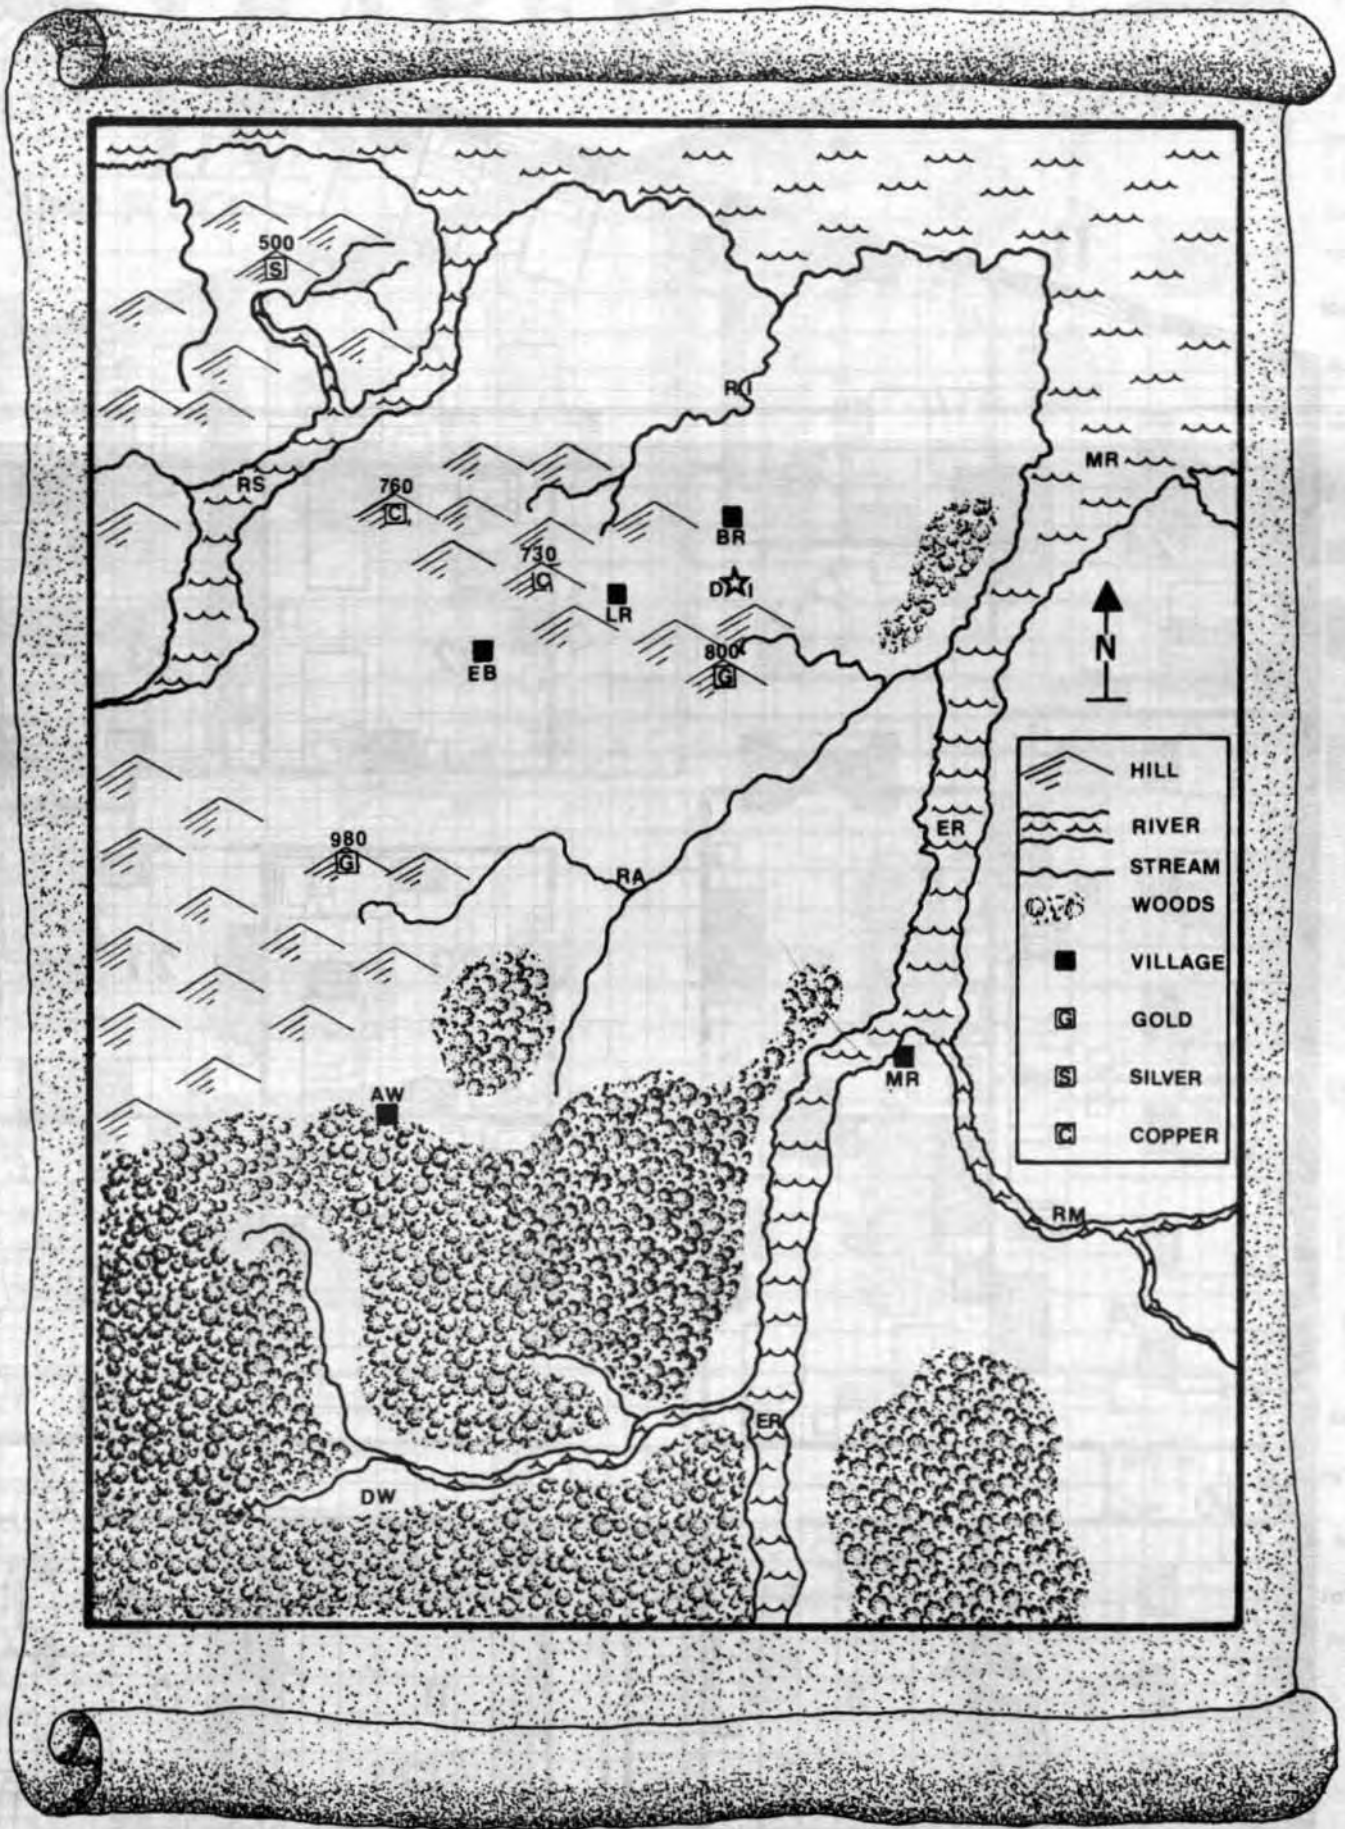 500
S
RI
MR
RS
760
C
BR
730
C
D I
LR
800
G
EB
N
HILL
ER
RIVER
980
G
STREAM
RA
WOODS
VILLAGE
GOLD
G
MR
SILVER
S
AW
COPPER
C
RM
ER
DW